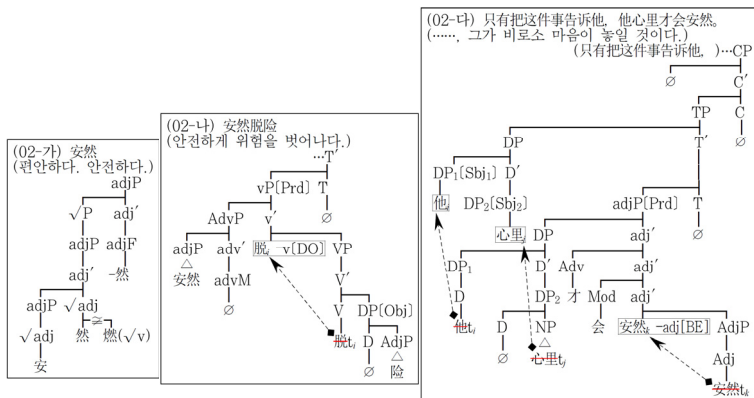 (02-가) 安然
(편안하다. 안전하다.)
adjP
√P adj′
adjP adjF
adj′ -然
adjP √adj
√adj 然 ≠ 燃(√v)
安
(02-나) 安然脱险
(안전하게 위험을 벗어나다.)
…T′
vP[Prd] T
AdvP v′ ∅
adjP adv′ 脱i –v[DO] VP
安然 advM V′
∅ V DP[Obj]
脱ti D AdjP
∅ 险
(02-다) 只有把这件事告诉他, 他心里才会安然。
(……, 그가 비로소 마음이 놓일 것이다.)
(只有把这件事告诉他, )…CP
∅ C′
TP C
DP T′ ∅
DP1[Sbj1] D′ adjP[Prd] T
他i DP2[Sbj2] ∅
心里j DP adj′
DP1 D′ Adv adj′
D DP2 才 Mod adj′
他ti D NP 会 安然k –adj[BE] AdjP
∅ 心里tj Adj
安然tk